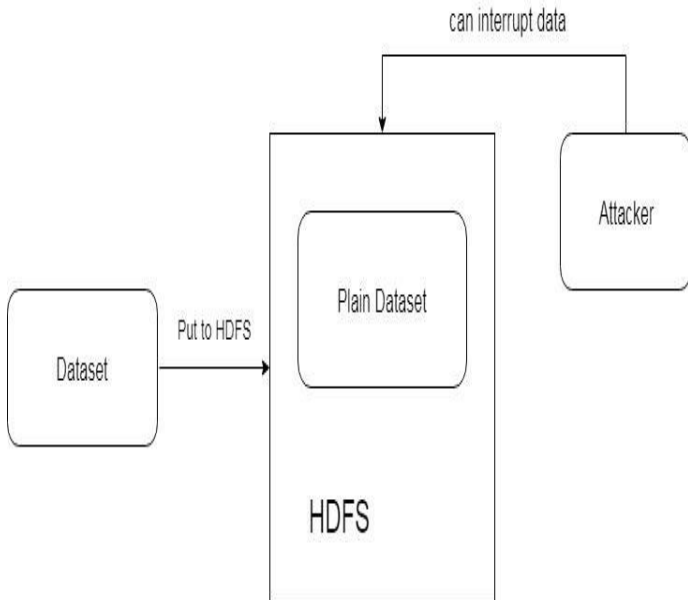 can interrupt data
Attacker
Plain Dataset
Put to HDFS
Dataset
HDFS